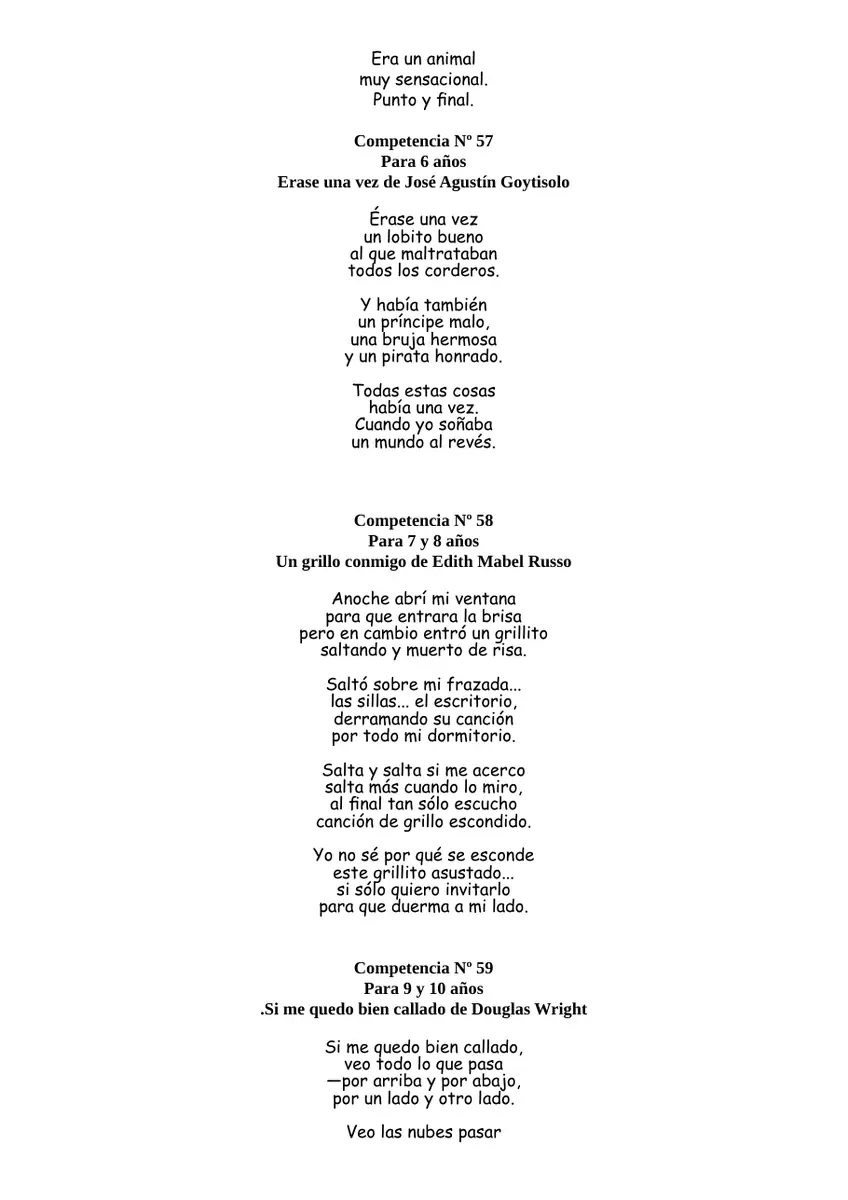 Era un animal
muy sensacional.
Punto y final.
Competencia Nº 57
Para 6 años
Erase una vez de José Agustín Goytisolo
Érase una vez
un lobito bueno
al que maltrataban
todos los corderos.
Y había también
un príncipe malo,
una bruja hermosa
y un pirata honrado.
Todas estas cosas
había una vez.
Cuando yo soñaba
un mundo al revés.
Competencia Nº 58
Para 7 y 8 años
Un grillo conmigo de Edith Mabel Russo
Anoche abrí mi ventana
para que entrara la brisa
pero en cambio entró un grillito
saltando y muerto de risa.
Saltó sobre mi frazada...
las sillas... el escritorio,
derramando su canción
por todo mi dormitorio.
Salta y salta si me acerco
salta más cuando lo miro,
al final tan sólo escucho
canción de grillo escondido.
Yo no sé por qué se esconde
este grillito asustado...
si sólo quiero invitarlo
para que duerma a mi lado.
Competencia Nº 59
Para 9 y 10 años
.Si me quedo bien callado de Douglas Wright
Si me quedo bien callado,
veo todo lo que pasa
—por arriba y por abajo,
por un lado y otro lado.
Veo las nubes pasar